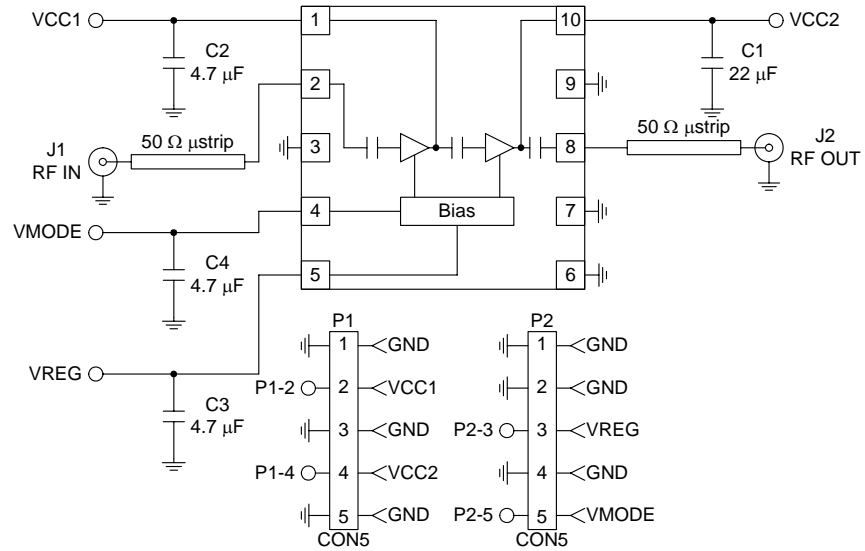 VCC1
1
10
VCC2
C2
4.7 μF
C1
22 μF
2
9
J1
RF IN
50 Ω μstrip
3
8
50 Ω μstrip
J2
RF OUT
VMODE
4
Bias
7
C4
4.7 μF
5
6
VREG
C3
4.7 μF
P1
1 GND
P1-2 2 VCC1
3 GND
P1-4 4 VCC2
5 GND
CON5
P2
1 GND
2 GND
P2-3 3 VREG
4 GND
P2-5 5 VMODE
CON5